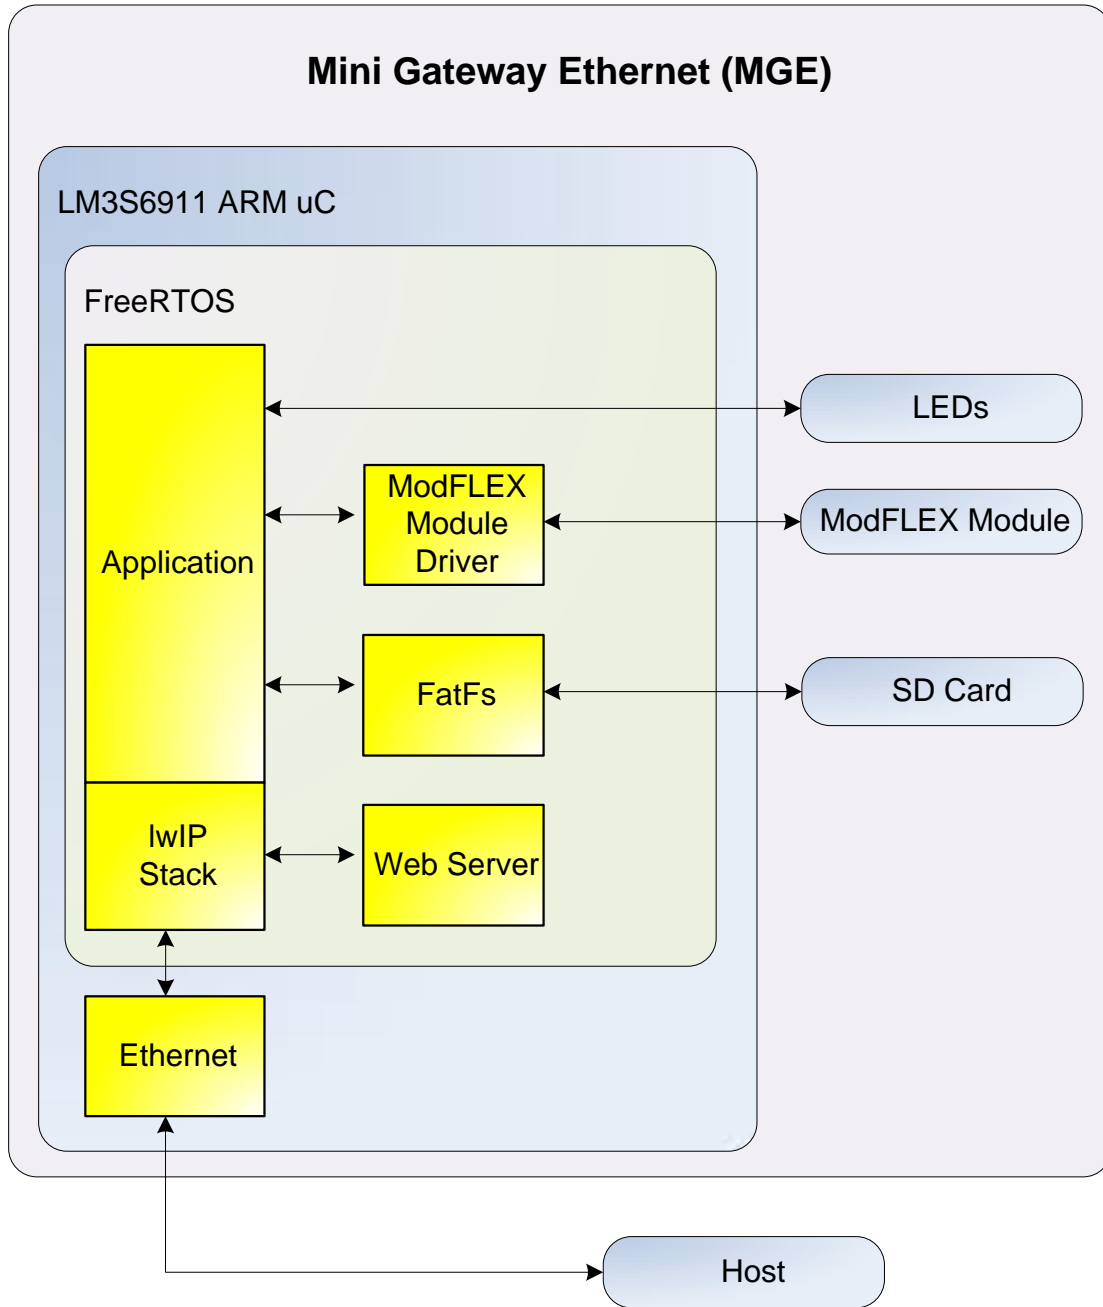 Mini Gateway Ethernet (MGE)
LM3S6911 ARM uC
FreeRTOS
LEDs
ModFLEX
Module
Driver
ModFLEX Module
Application
FatFs
SD Card
lwIP
Stack
Web Server
Ethernet
Host